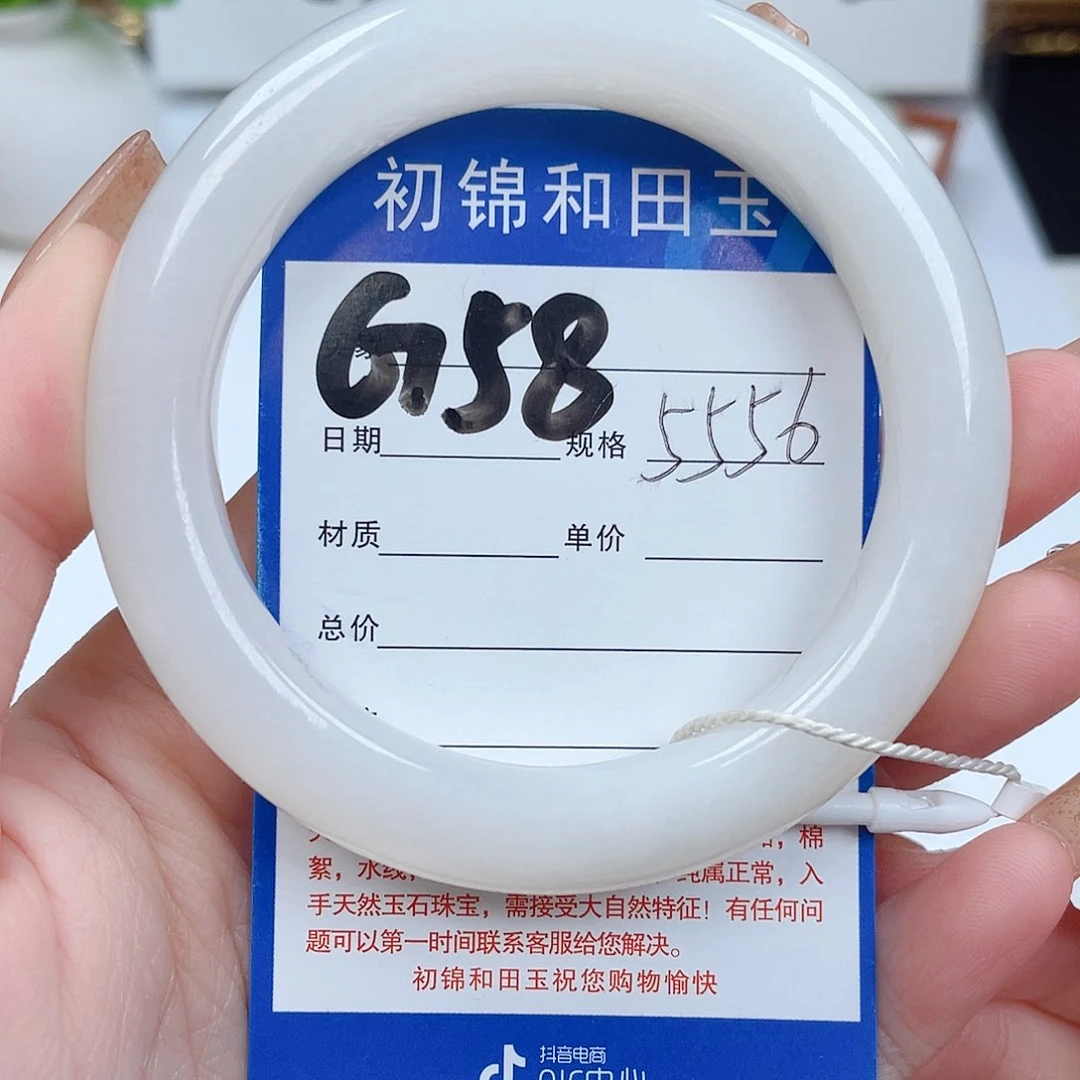 初锦和田玉
G158
日期 规格 5556
材质 单价
总价
棉
絮，水线， 纯属正常，入
手天然玉石珠宝，需接受大自然特征！有任何问
题可以第一时间联系客服给您解决。
初锦和田玉祝您购物愉快
抖音电商